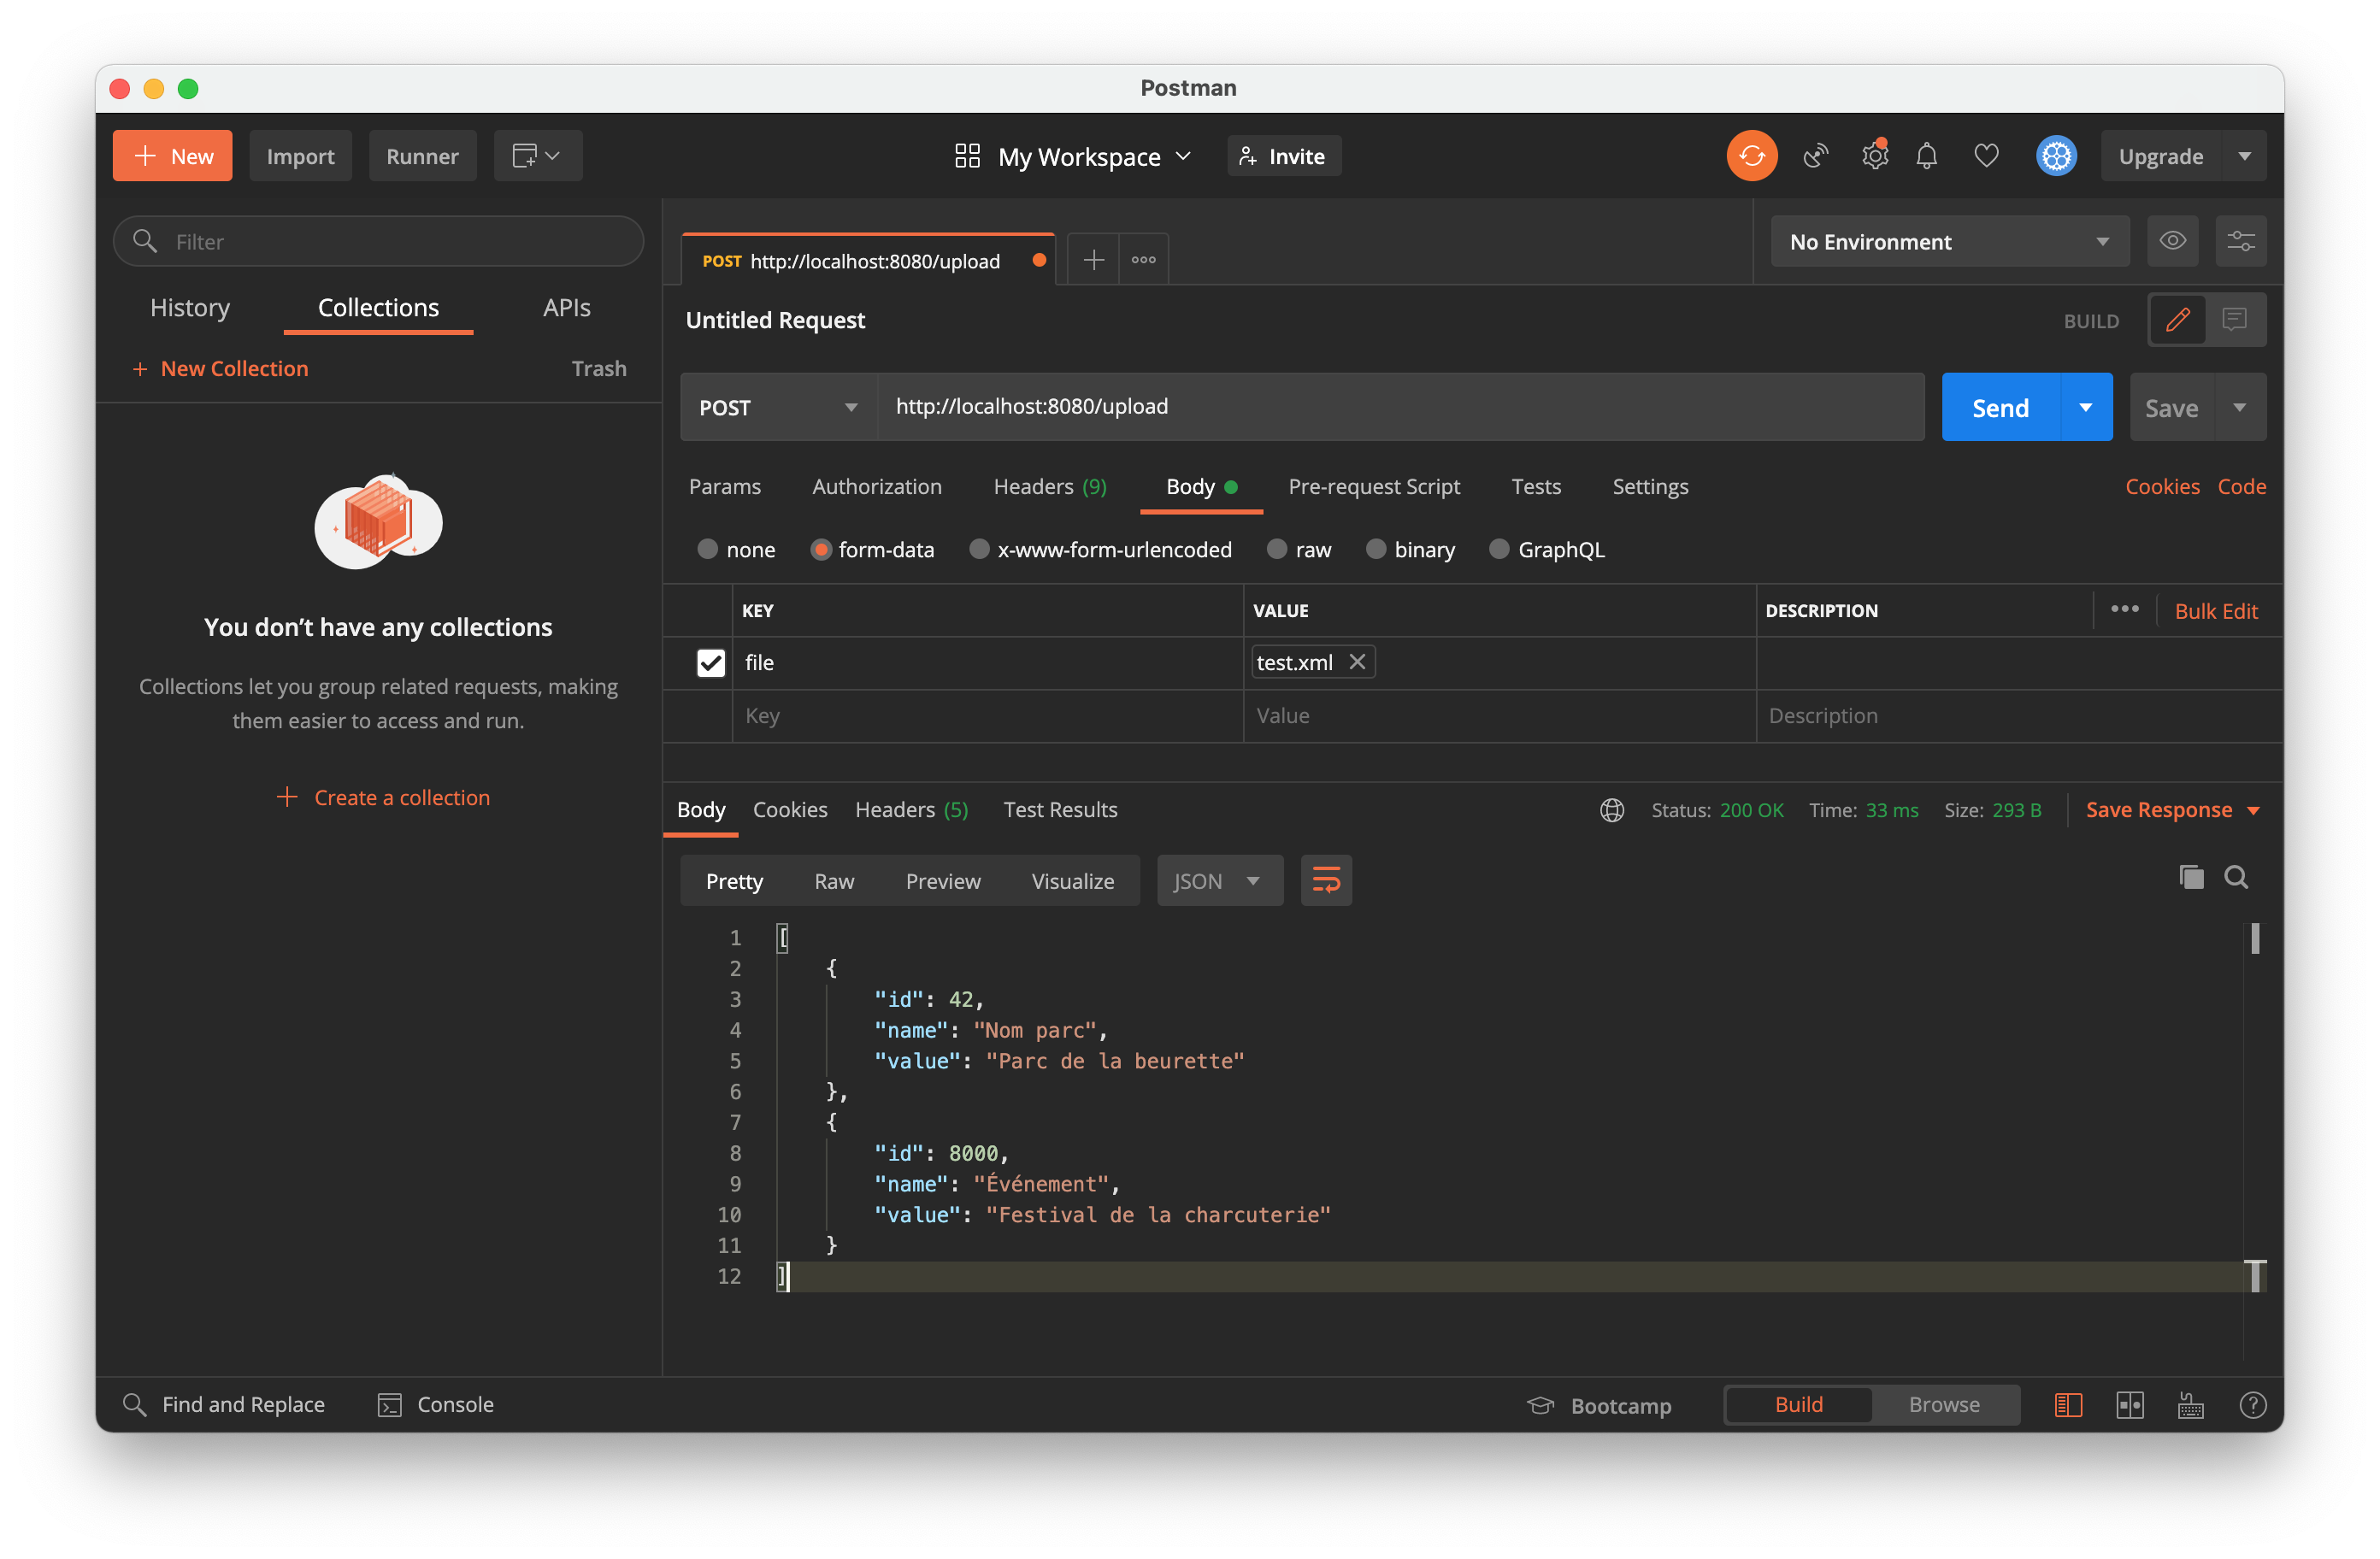 Postman
New
Import
Runner
My Workspace
Invite
Upgrade
Filter
History
Collections
APIs
+ New Collection
Trash
You don’t have any collections
Collections let you group related requests, making
them easier to access and run.
Create a collection
POST http://localhost:8080/upload
No Environment
Untitled Request
BUILD
POST
http://localhost:8080/upload
Send
Save
Params
Authorization
Headers (9)
Body
Pre-request Script
Tests
Settings
Cookies
Code
none
form-data
x-www-form-urlencoded
raw
binary
GraphQL
KEY
VALUE
DESCRIPTION
Bulk Edit
file
test.xml
Key
Value
Description
Body
Cookies
Headers (5)
Test Results
Status: 200 OK
Time: 33 ms
Size: 293 B
Save Response
Pretty
Raw
Preview
Visualize
JSON
1 [
2 {
3 "id": 42,
4 "name": "Nom parc",
5 "value": "Parc de la beurette"
6 },
7 {
8 "id": 8000,
9 "name": "Événement",
10 "value": "Festival de la charcuterie"
11 }
12 ]
Find and Replace
Console
Bootcamp
Build
Browse